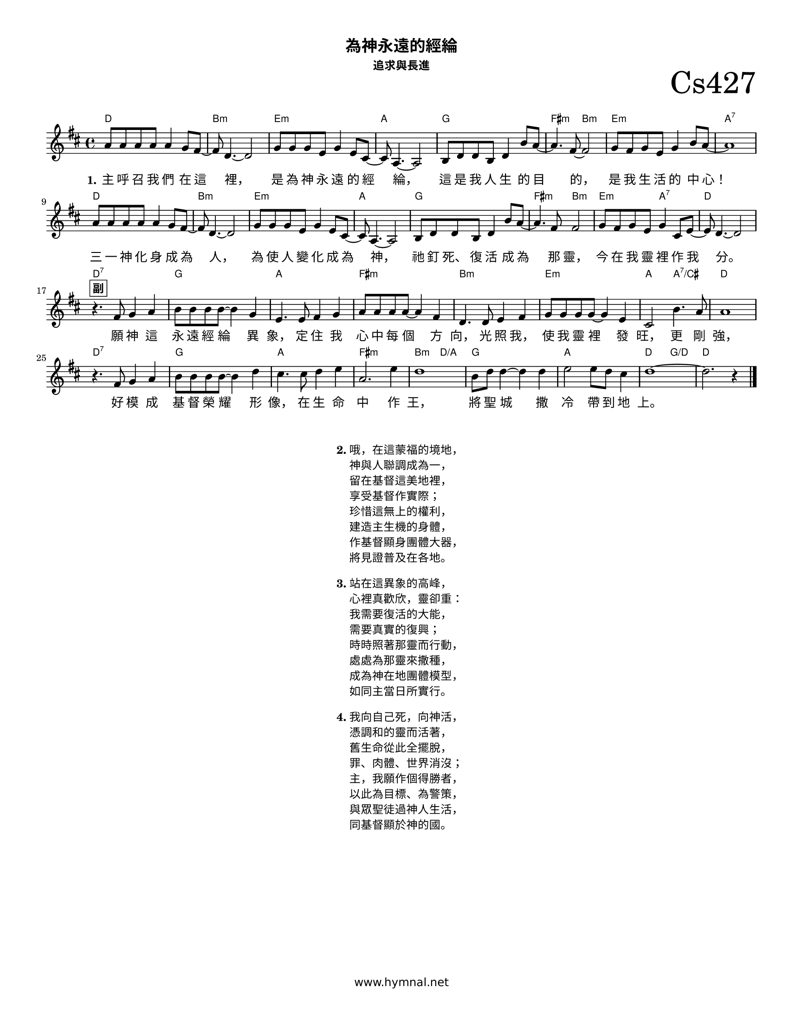 為神永遠的經綸
追求與長進
Cs427
D Bm Em A G F♯m Bm Em A7
1. 主呼召我們在這 裡， 是為神永遠的經 綸， 這是我人生的目 的， 是我生活的中心！
9
D Bm Em A G F♯m Bm Em A7 D
三一神化身成為 人， 為使人變化成為 神， 祂釘死、復活成為 那靈，今在我靈裡作我 分。
17
D7 G A F♯m Bm Em A A7/C♯ D
副
願神這 永遠經綸 異象，定住我 心中每個 方向，光照我， 使我靈裡 發旺， 更剛強，
25
D7 G A F♯m Bm D/A G A D G/D D
好模成 基督榮耀 形像，在生命中 作王， 將聖城 撒冷 帶到地上。
2. 哦，在這蒙福的境地，
神與人聯調成為一，
留在基督這美地裡，
享受基督作實際；
珍惜這無上的權利，
建造主生機的身體，
作基督顯身團體大器，
將見證普及在各地。
3. 站在這異象的高峰，
心裡真歡欣，靈卻重：
我需要復活的大能，
需要真實的復興；
時時照著那靈而行動，
處處為那靈來撒種，
成為神在地團體模型，
如同主當日所實行。
4. 我向自己死，向神活，
憑調和的靈而活著，
舊生命從此全擺脫，
罪、肉體、世界消沒；
主，我願作個得勝者，
以此為目標、為警策，
與眾聖徒過神人生活，
同基督顯於神的國。
www.hymnal.net